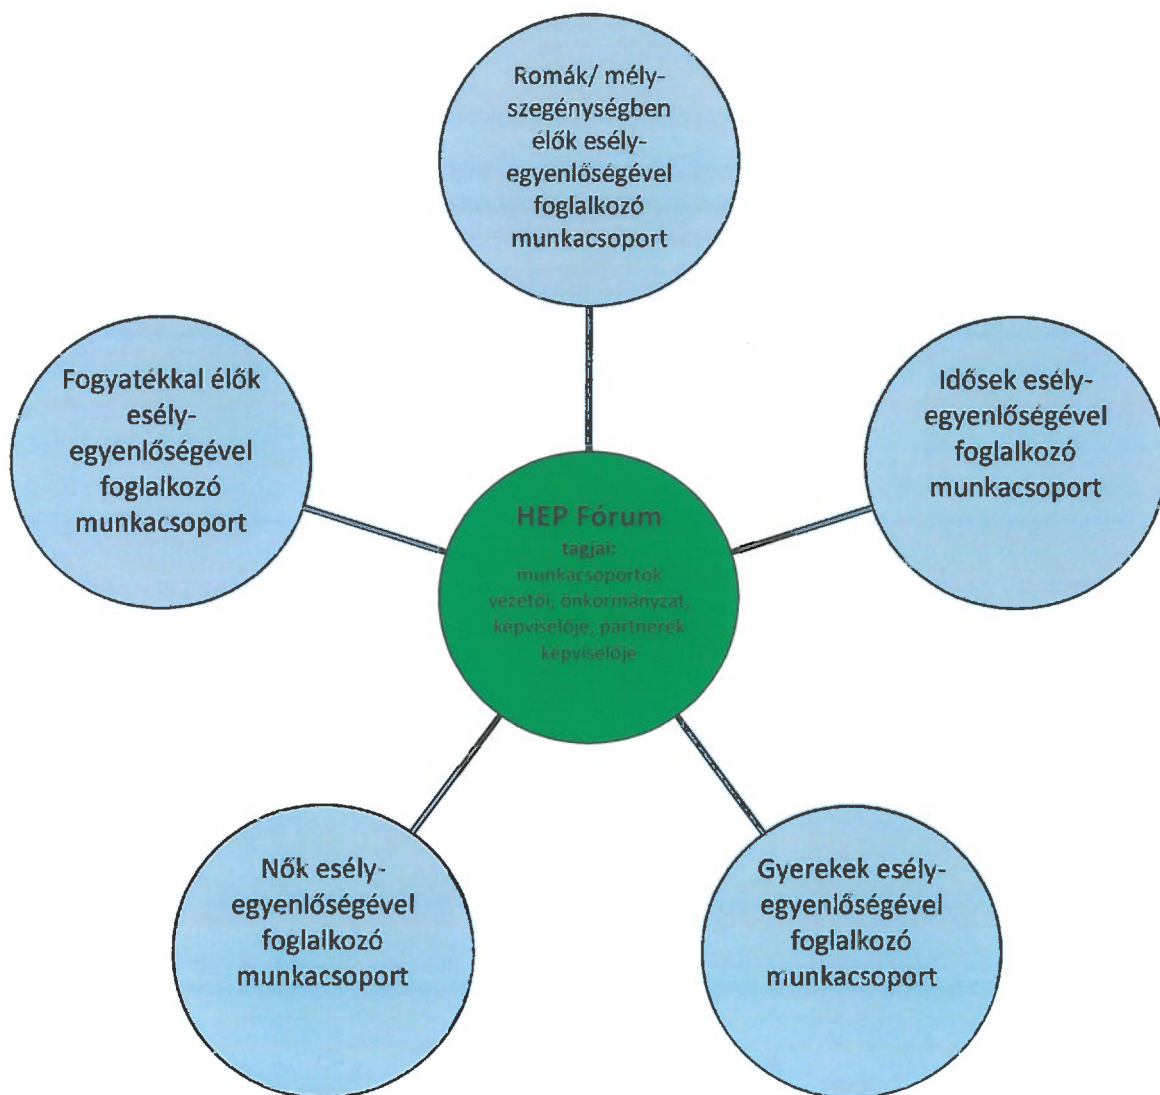 Romák/ mély-
szegénységben
élők esély-
egyenlőségével
foglalkozó
munkacsoport
Fogyatékkal élők
esély-
egyenlőségével
foglalkozó
munkacsoport
Idősek esély-
egyenlőségével
foglalkozó
munkacsoport
HEP Fórum
tagjai:
munkacsoportok
vezetői, önkormányzat,
képviselője, partnerek
képviselője
Nők esély-
egyenlőségével
foglalkozó
munkacsoport
Gyerekek esély-
egyenlőségével
foglalkozó
munkacsoport